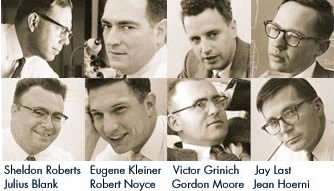 Sheldon Roberts Eugene Kleiner Victor Grinich Jay Last
Julius Blank Robert Noyce Gordon Moore Jean Hoerni